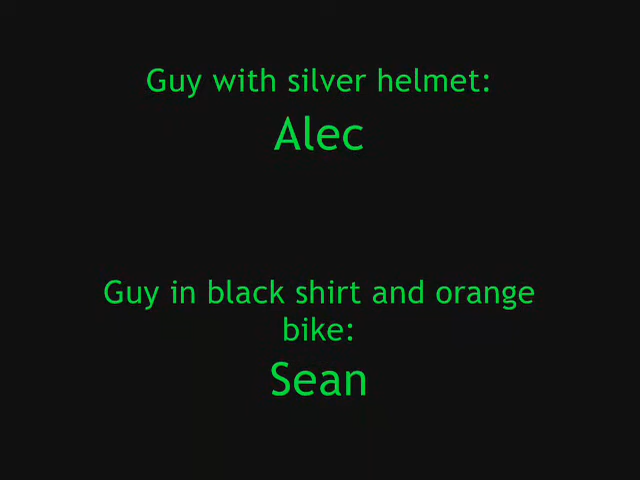 Guy with silver helmet:
Alec
Guy in black shirt and orange
bike:
Sean